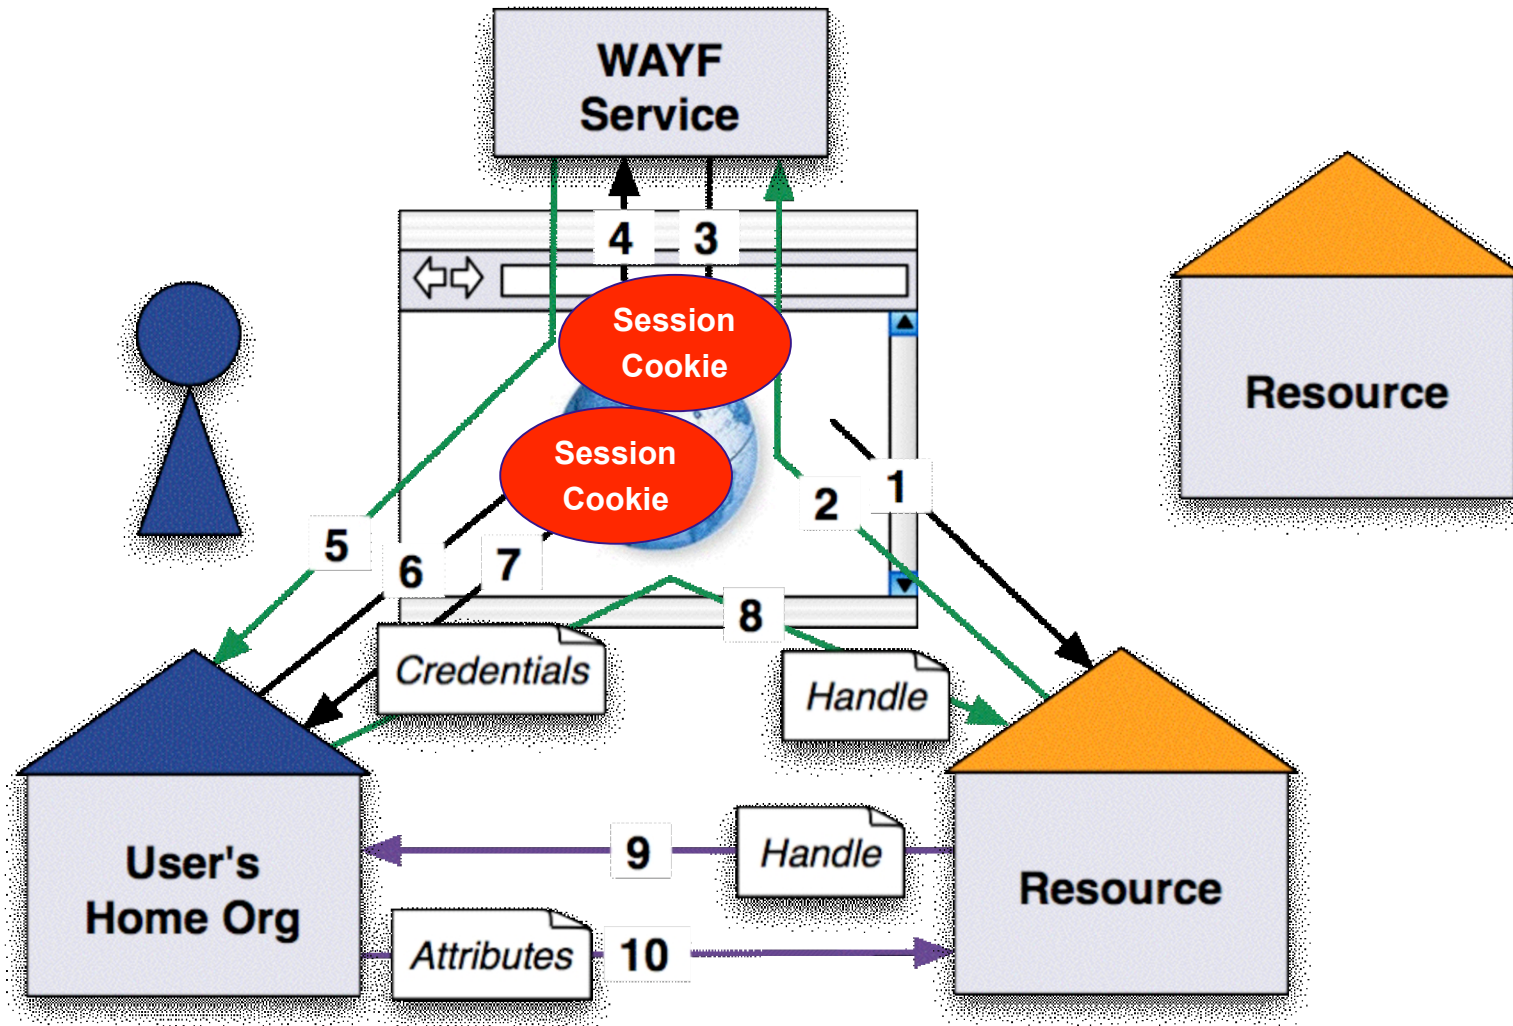 WAYF
Service
4
3
Session
Cookie
Resource
Session
Cookie
1
2
5
6
7
8
Credentials
Handle
User's
Home Org
9
Handle
Resource
Attributes
10